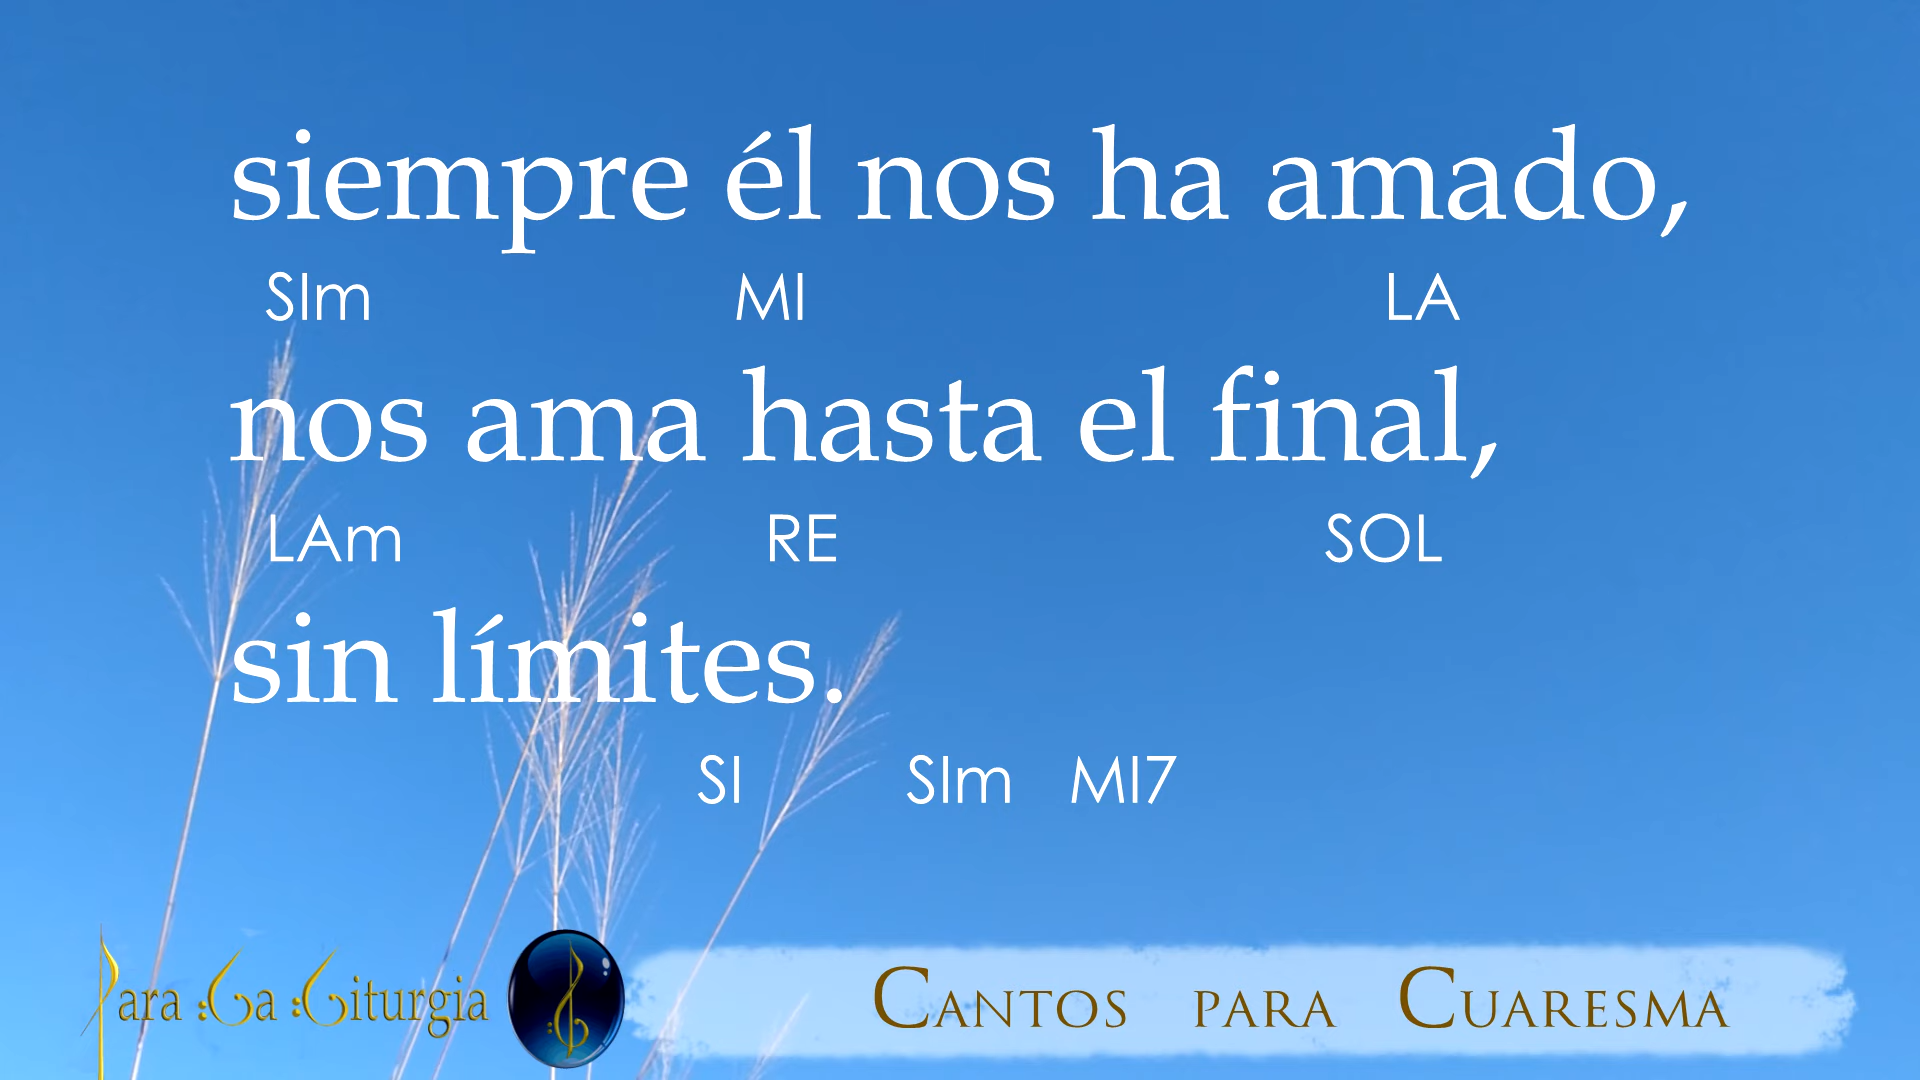 siempre él nos ha amado,
SIm MI LA
nos ama hasta el final,
LAm RE SOL
sin límites.
SI SIm MI7
Para La Liturgia
Cantos para Cuaresma